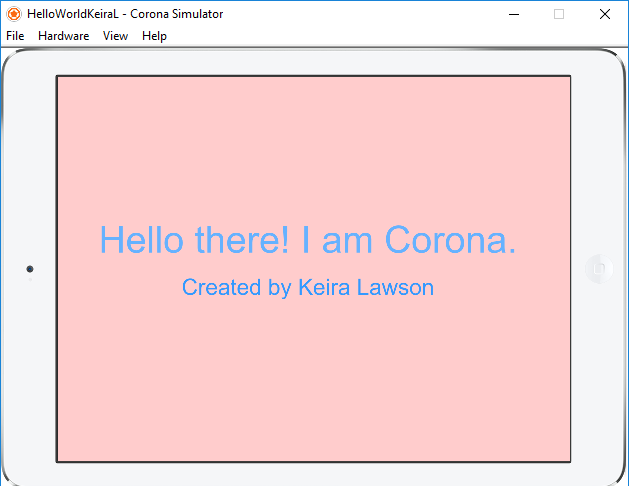 HelloWorldKeiraL - Corona Simulator
File Hardware View Help
Hello there! I am Corona.
Created by Keira Lawson